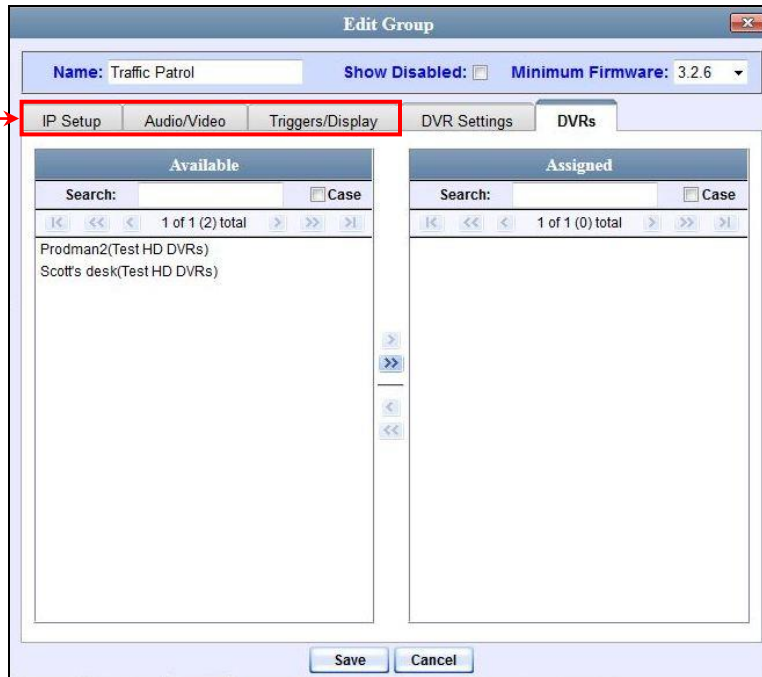 Edit Group
Name: Traffic Patrol Show Disabled: Minimum Firmware: 3.2.6
IP Setup Audio/Video Triggers/Display DVR Settings DVRs
Available
Search: Case
|< << < 1 of 1 (2) total > >> >|
Prodman2(Test HD DVRs)
Scott's desk(Test HD DVRs)
>
>>
<
<<
Assigned
Search: Case
|< << < 1 of 1 (0) total > >> >|
Save Cancel